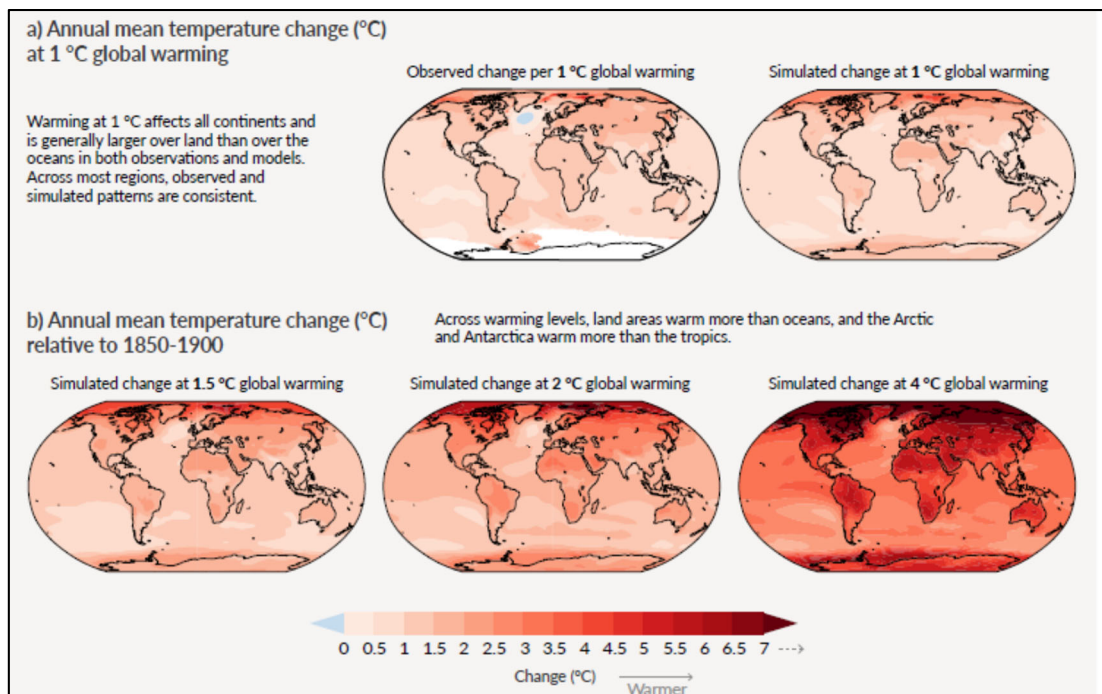 a) Annual mean temperature change (°C)
at 1 °C global warming
Warming at 1 °C affects all continents and
is generally larger over land than over the
oceans in both observations and models.
Across most regions, observed and
simulated patterns are consistent.
Observed change per 1 °C global warming
Simulated change at 1 °C global warming
b) Annual mean temperature change (°C)
relative to 1850-1900
Across warming levels, land areas warm more than oceans, and the Arctic
and Antarctica warm more than the tropics.
Simulated change at 1.5 °C global warming
Simulated change at 2 °C global warming
Simulated change at 4 °C global warming
0 0.5 1 1.5 2 2.5 3 3.5 4 4.5 5 5.5 6 6.5 7
Change (°C)
Warmer